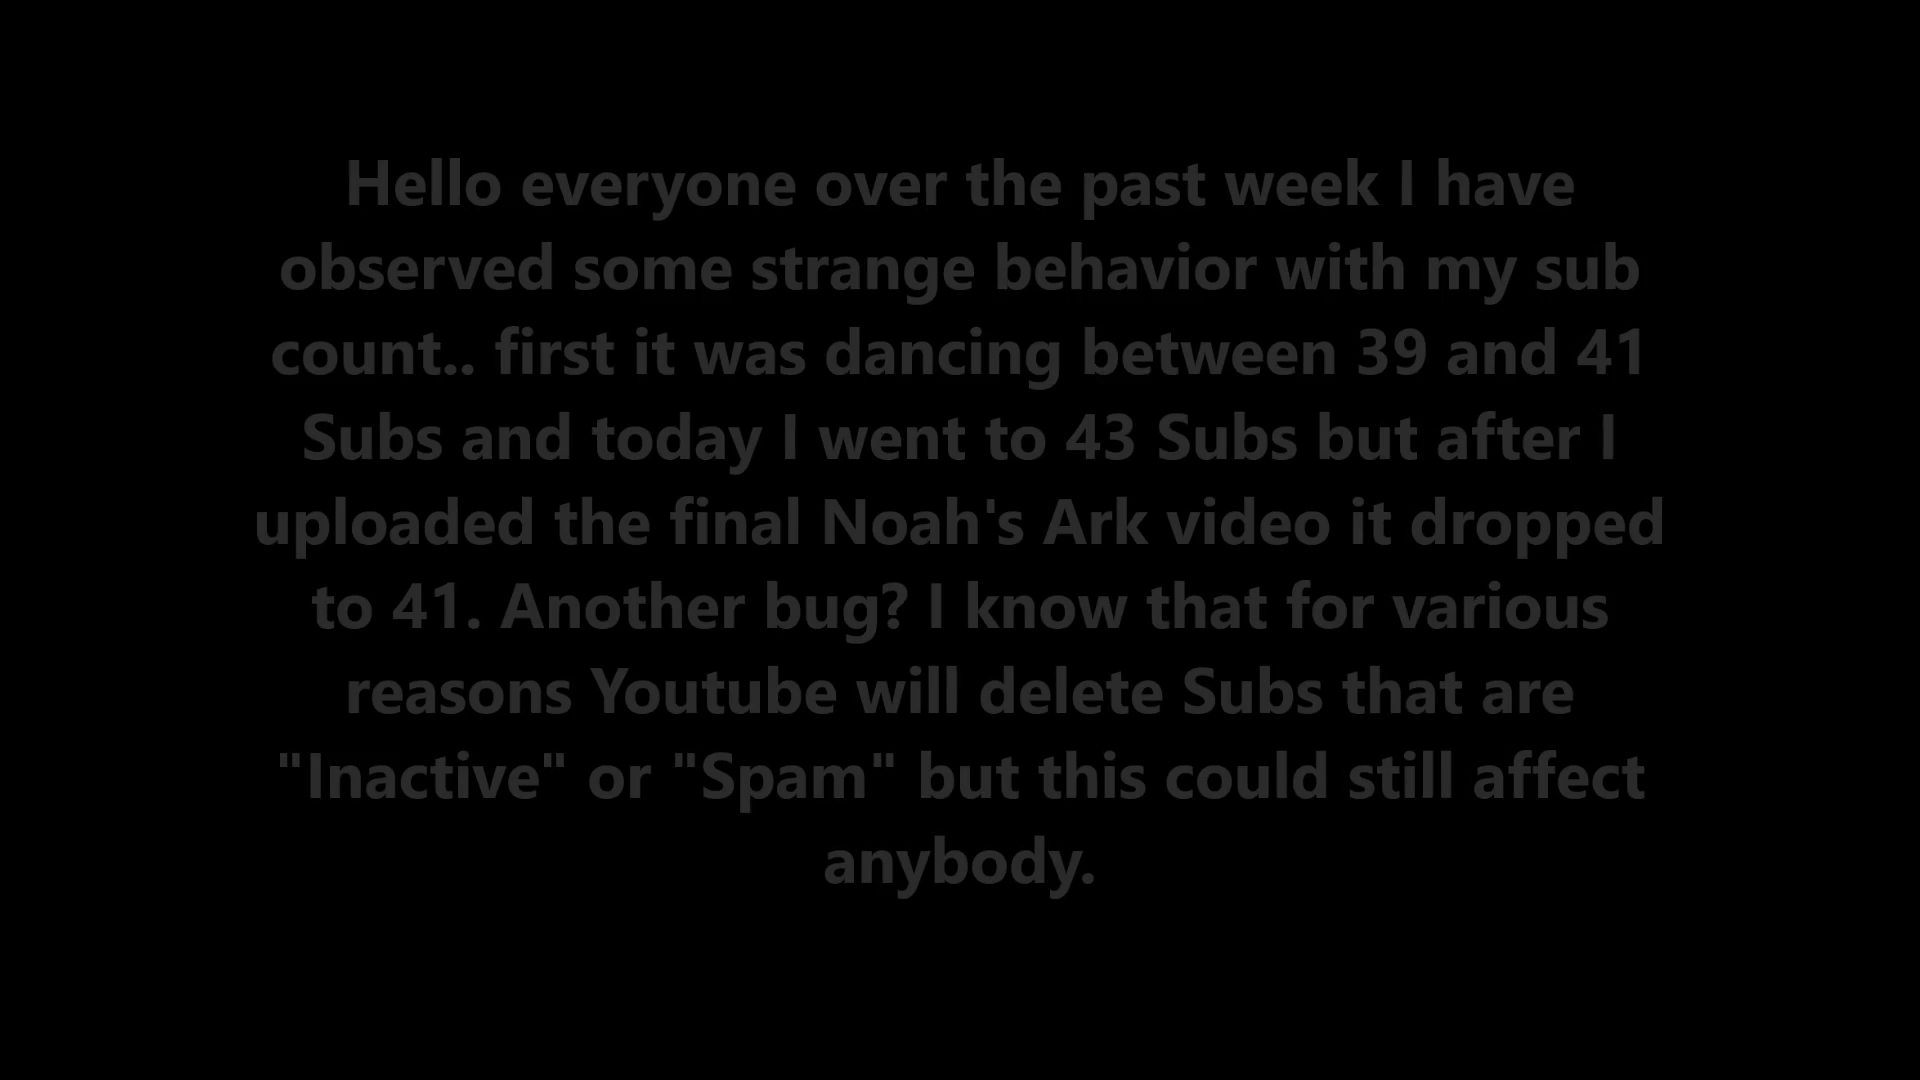 Hello everyone over the past week I have
observed some strange behavior with my sub
count.. first it was dancing between 39 and 41
Subs and today I went to 43 Subs but after I
uploaded the final Noah's Ark video it dropped
to 41. Another bug? I know that for various
reasons Youtube will delete Subs that are
"Inactive" or "Spam" but this could still affect
anybody.